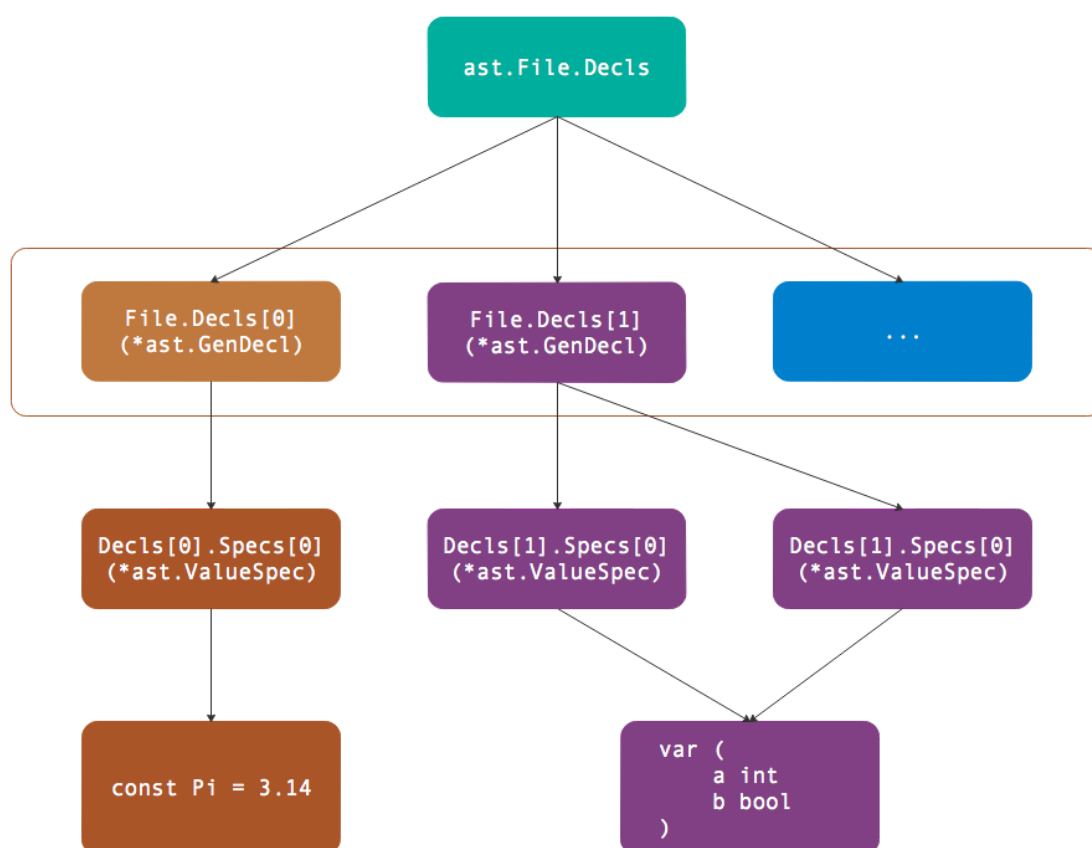 ast.File.Decls
File.Decls[0]
(*ast.GenDecl)
File.Decls[1]
(*ast.GenDecl)
...
Decls[0].Specs[0]
(*ast.ValueSpec)
Decls[1].Specs[0]
(*ast.ValueSpec)
Decls[1].Specs[0]
(*ast.ValueSpec)
const Pi = 3.14
var (
    a int
    b bool
)